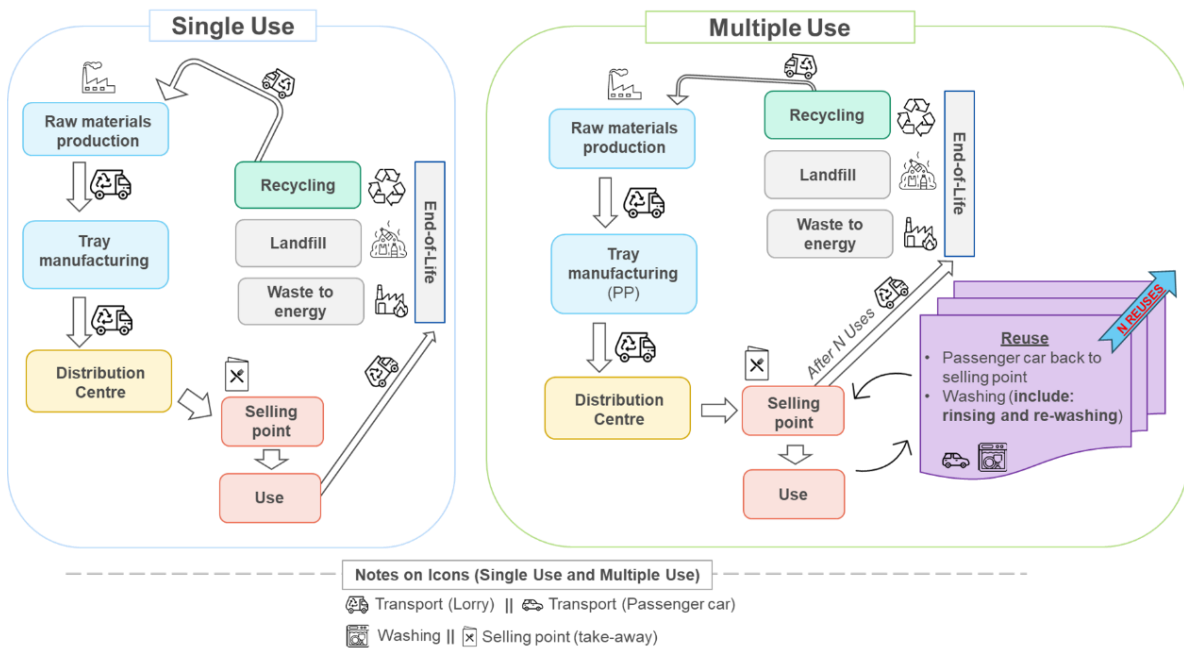 Single Use
Raw materials
production
Tray
manufacturing
Distribution
Centre
Selling
point
Use
Recycling
Landfill
Waste to
energy
End-of-Life
Multiple Use
Raw materials
production
Tray
manufacturing
(PP)
Distribution
Centre
Selling
point
Use
Recycling
Landfill
Waste to
energy
End-of-Life
After N Uses
N REUSES
Reuse
• Passenger car back to
selling point
• Washing (include:
rinsing and re-washing)
Notes on Icons (Single Use and Multiple Use)
Transport (Lorry) || Transport (Passenger car)
Washing || Selling point (take-away)